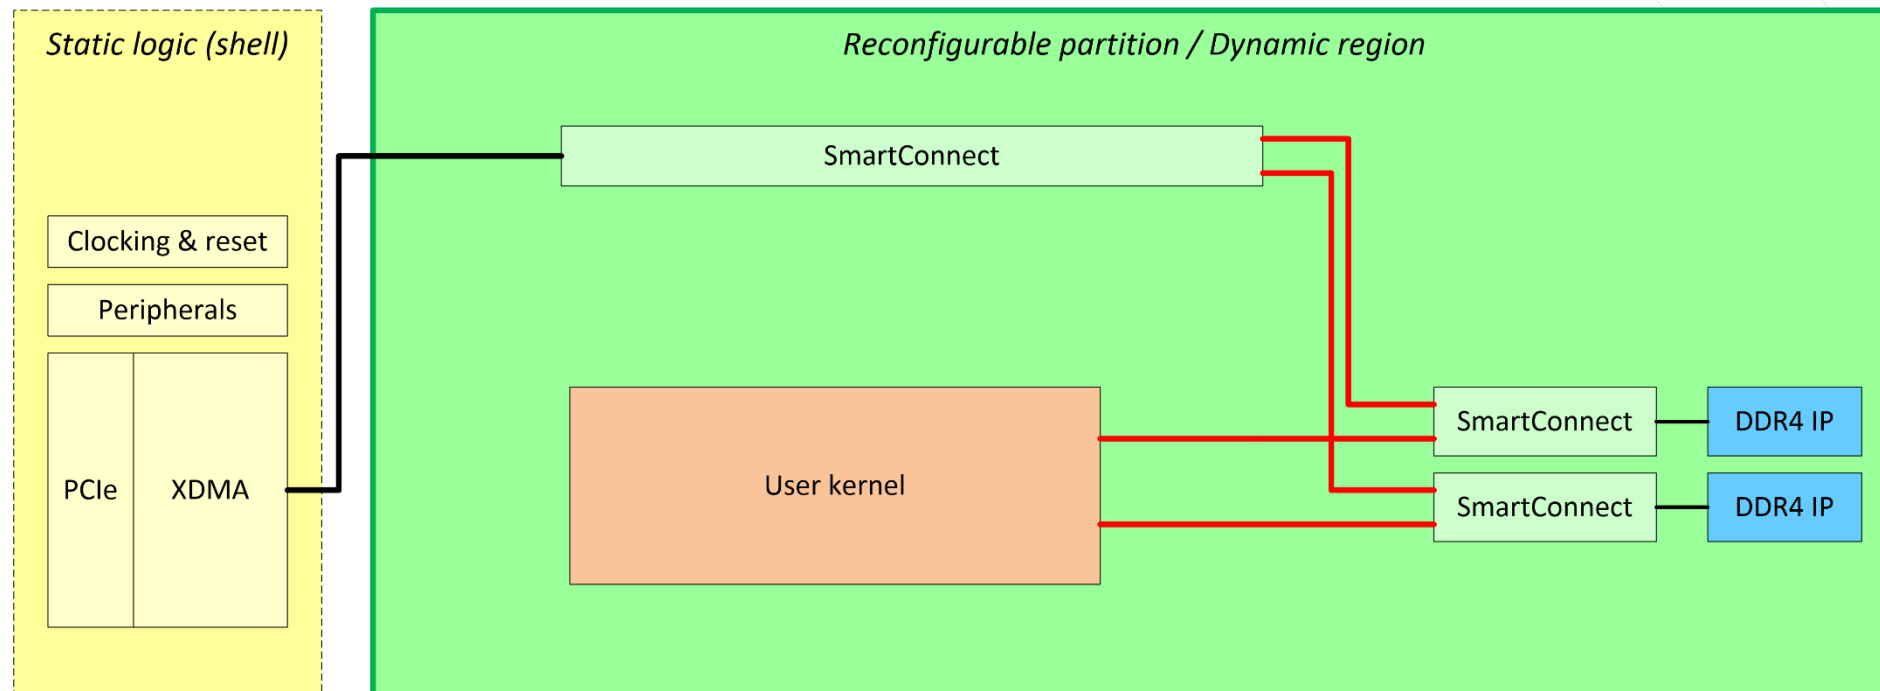 Static logic (shell)
Reconfigurable partition / Dynamic region
SmartConnect
Clocking & reset
Peripherals
PCIe
XDMA
User kernel
SmartConnect
DDR4 IP
SmartConnect
DDR4 IP